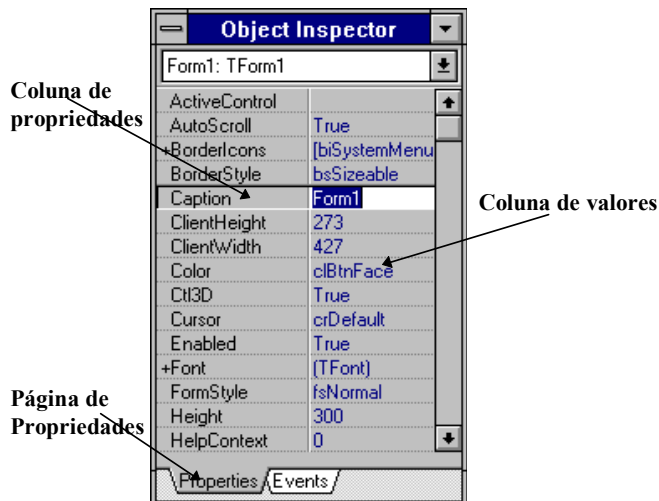 Object Inspector
Form1: TForm1
Coluna de
propriedades
ActiveControl
AutoScroll True
+BorderIcons [biSystemMenu
BorderStyle bsSizeable
Caption Form1
Coluna de valores
ClientHeight 273
ClientWidth 427
Color clBtnFace
Ctl3D True
Cursor crDefault
Enabled True
+Font (TFont)
FormStyle fsNormal
Página de
Propriedades
Height 300
HelpContext 0
Properties Events